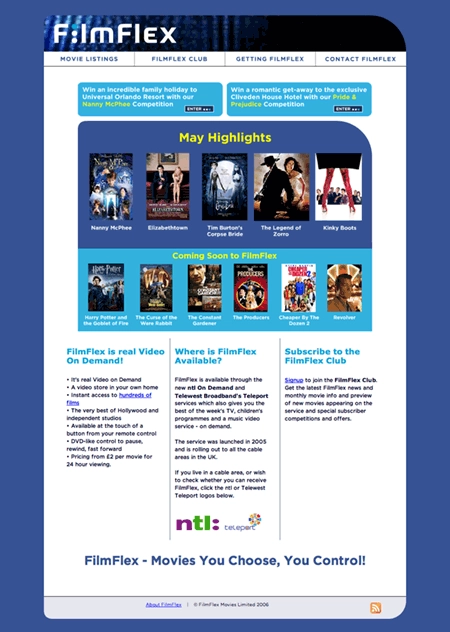 FilmFlex
MOVIE LISTINGS
FILMFLEX CLUB
GETTING FILMFLEX
CONTACT FILMFLEX
Win an incredible family holiday to
Universal Orlando Resort with our
Nanny McPhee Competition
ENTER
Win a romantic get-away to the exclusive
Cliveden House Hotel with our Pride &
Prejudice Competition
ENTER
May Highlights
Nanny McPhee
Elizabethtown
Tim Burton's
Corpse Bride
The Legend of
Zorro
Kinky Boots
Coming Soon to FilmFlex
Harry Potter and
the Goblet of Fire
The Curse of the
Were Rabbit
The Constant
Gardener
The Producers
Cheaper By The
Dozen 2
Revolver
FilmFlex is real Video
On Demand!
• It's real Video on Demand
• A video store in your own home
• Instant access to hundreds of
films
• The very best of Hollywood and
independent studios
• Available at the touch of a
button from your remote control
• DVD-like control to pause,
rewind, fast forward
• Pricing from £2 per movie for
24 hour viewing.
Where is FilmFlex
Available?
FilmFlex is available through the
new ntl On Demand and
Telewest Broadband's Teleport
services which also gives you the
best of the week's TV, children's
programmes and a music video
service - on demand.
The service was launched in 2005
and is rolling out to all the cable
areas in the UK.
If you live in a cable area, or wish
to check whether you can receive
FilmFlex, click the ntl or Telewest
Teleport logos below.
ntl:
teleport
Subscribe to the
FilmFlex Club
Signup to join the FilmFlex Club.
Get the latest FilmFlex news and
monthly movie info and preview
of new movies appearing on the
service and special subscriber
competitions and offers.
FilmFlex - Movies You Choose, You Control!
About FilmFlex | © FilmFlex Movies Limited 2006